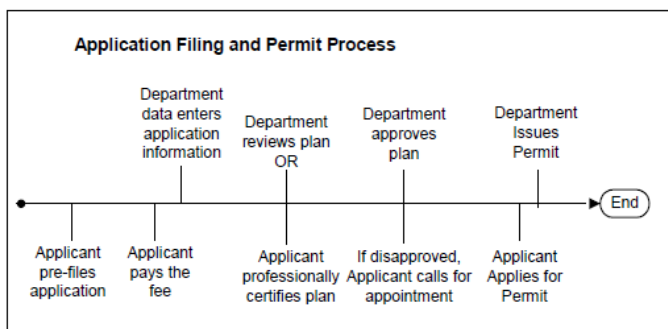 Application Filing and Permit Process
Department
data enters
application
information
Department
reviews plan
OR
Department
approves
plan
Department
Issues
Permit
End
Applicant
pre-files
application
Applicant
pays the
fee
Applicant
professionally
certifies plan
If disapproved,
Applicant calls for
appointment
Applicant
Applies for
Permit